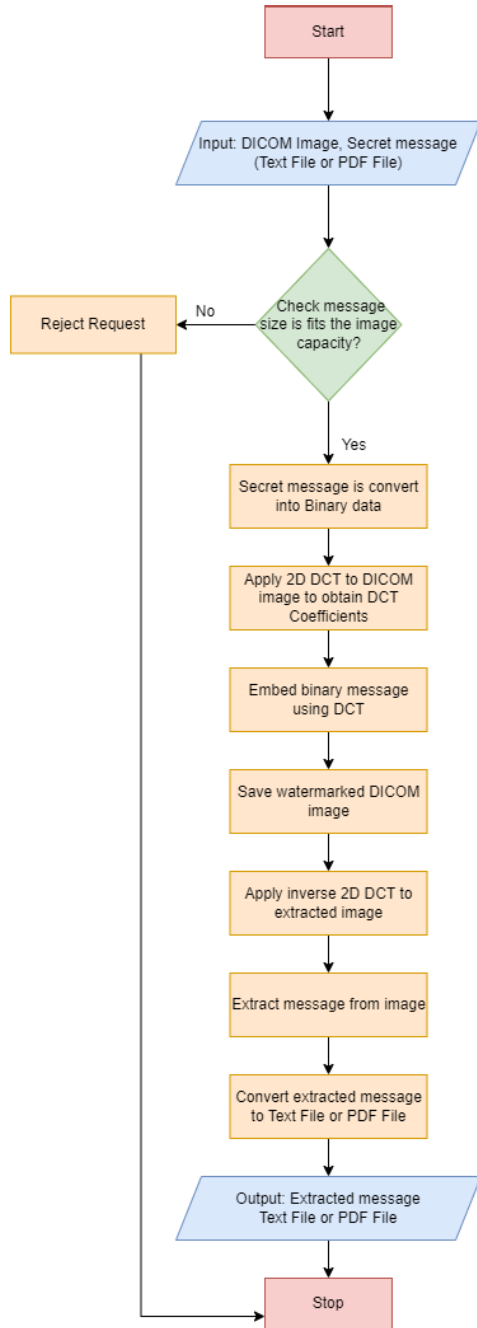 Start
Input: DICOM Image, Secret message
(Text File or PDF File)
Check message
size is fits the image
capacity?
No
Reject Request
Yes
Secret message is convert
into Binary data
Apply 2D DCT to DICOM
image to obtain DCT
Coefficients
Embed binary message
using DCT
Save watermarked DICOM
image
Apply inverse 2D DCT to
extracted image
Extract message from image
Convert extracted message
to Text File or PDF File
Output: Extracted message
Text File or PDF File
Stop